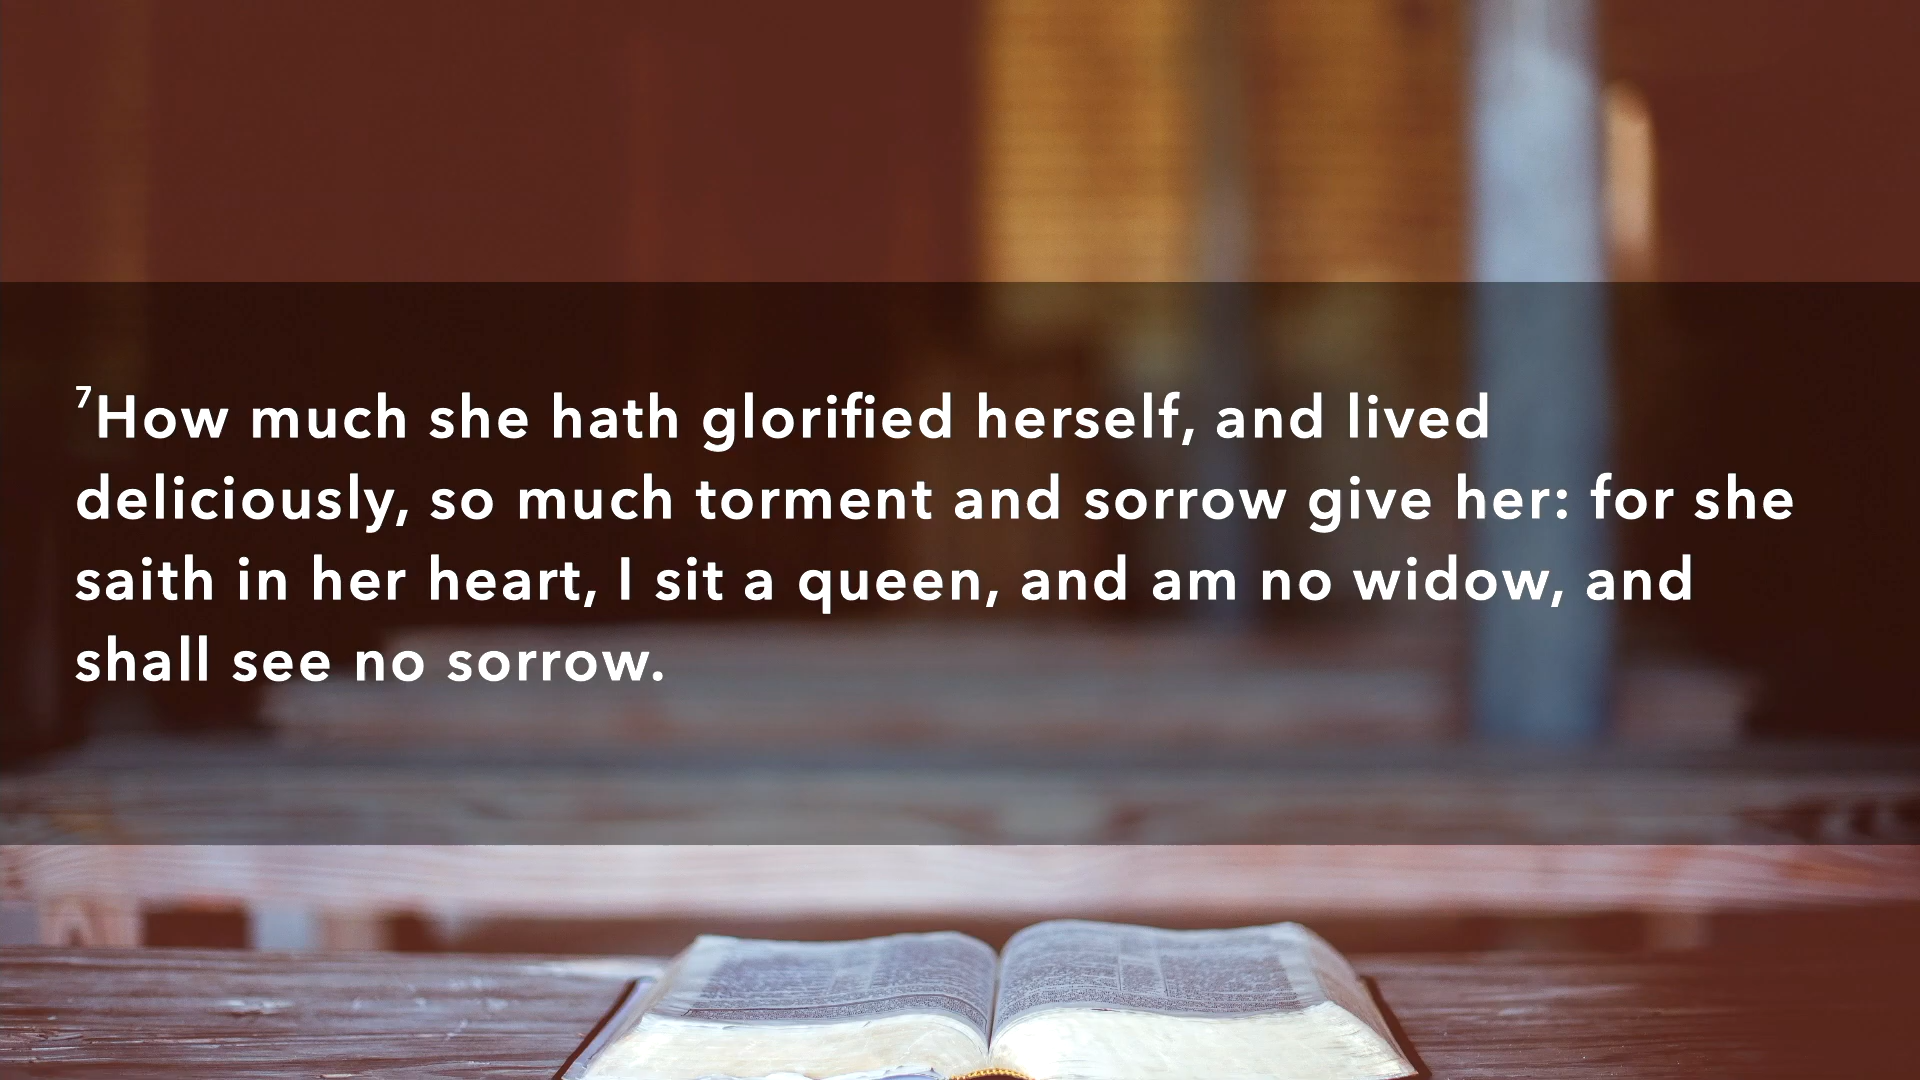 ⁷How much she hath glorified herself, and lived
deliciously, so much torment and sorrow give her: for she
saith in her heart, I sit a queen, and am no widow, and
shall see no sorrow.